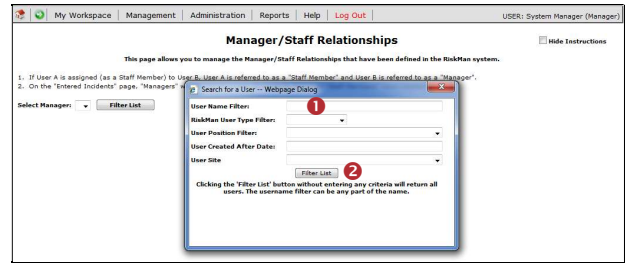 My Workspace Management Administration Reports Help Log Out USER: System Manager (Manager)
Manager/Staff Relationships
Hide Instructions
This page allows you to manage the Manager/Staff Relationships that have been defined in the RiskMan system.
1. If User A is assigned (as a Staff Member) to User B, User A is referred to as a "Staff Member" and User B is referred to as a "Manager".
2. On the "Entered Incidents" page, "Managers"
Select Manager: Filter List
Search for a User -- Webpage Dialog
User Name Filter: 1
RiskMan User Type Filter:
User Position Filter:
User Created After Date:
User Site
Filter List 2
Clicking the 'Filter List' button without entering any criteria will return all
users. The username filter can be any part of the name.